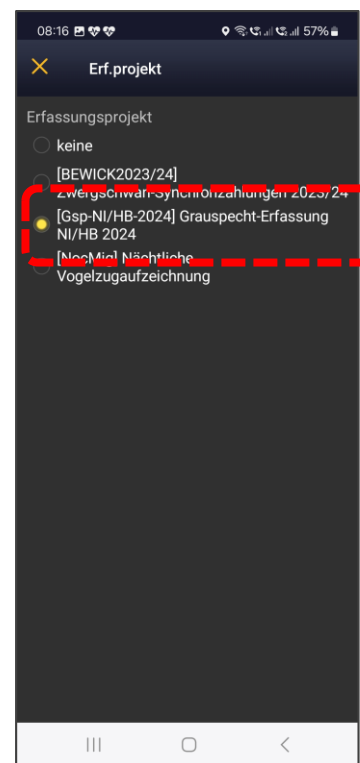 08:16 57%
Erf.projekt
Erfassungsprojekt
keine
[BEWICK2023/24]
Zwergschwan-Synchronzählungen 2023/24
[Gsp-NI/HB-2024] Grauspecht-Erfassung
NI/HB 2024
[NocMig] Nächtliche
Vogelzugaufzeichnung